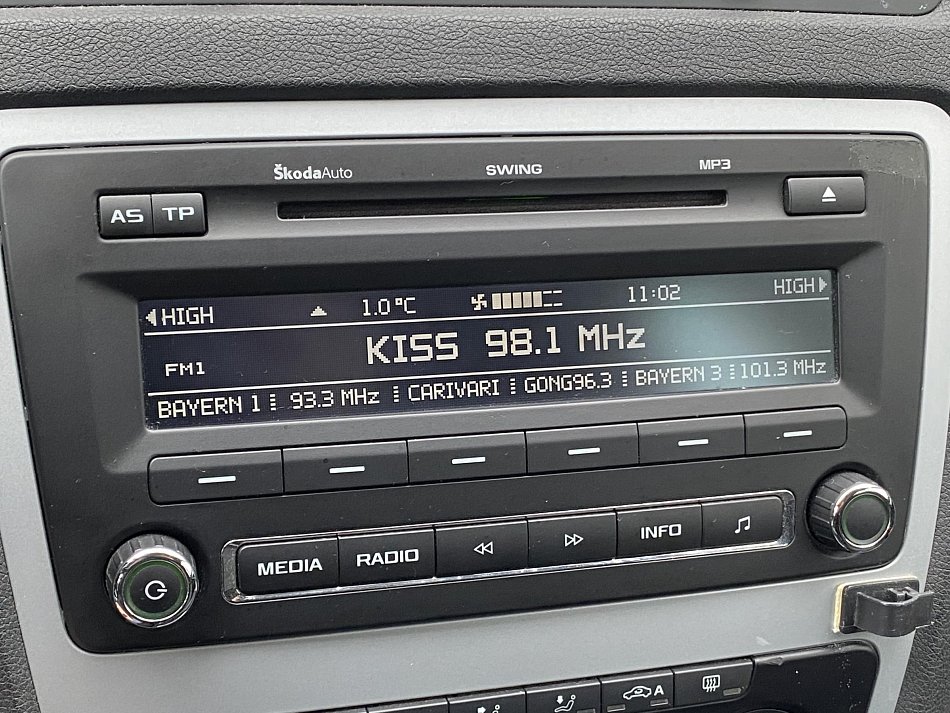 ŠkodaAuto SWING MP3
AS TP
HIGH 1.0 °C 11:02 HIGH
KISS 98.1 MHz
FM1
BAYERN 1 93.3 MHz CARIVARI GONG96.3 BAYERN 3 101.3 MHz
MEDIA RADIO INFO
A